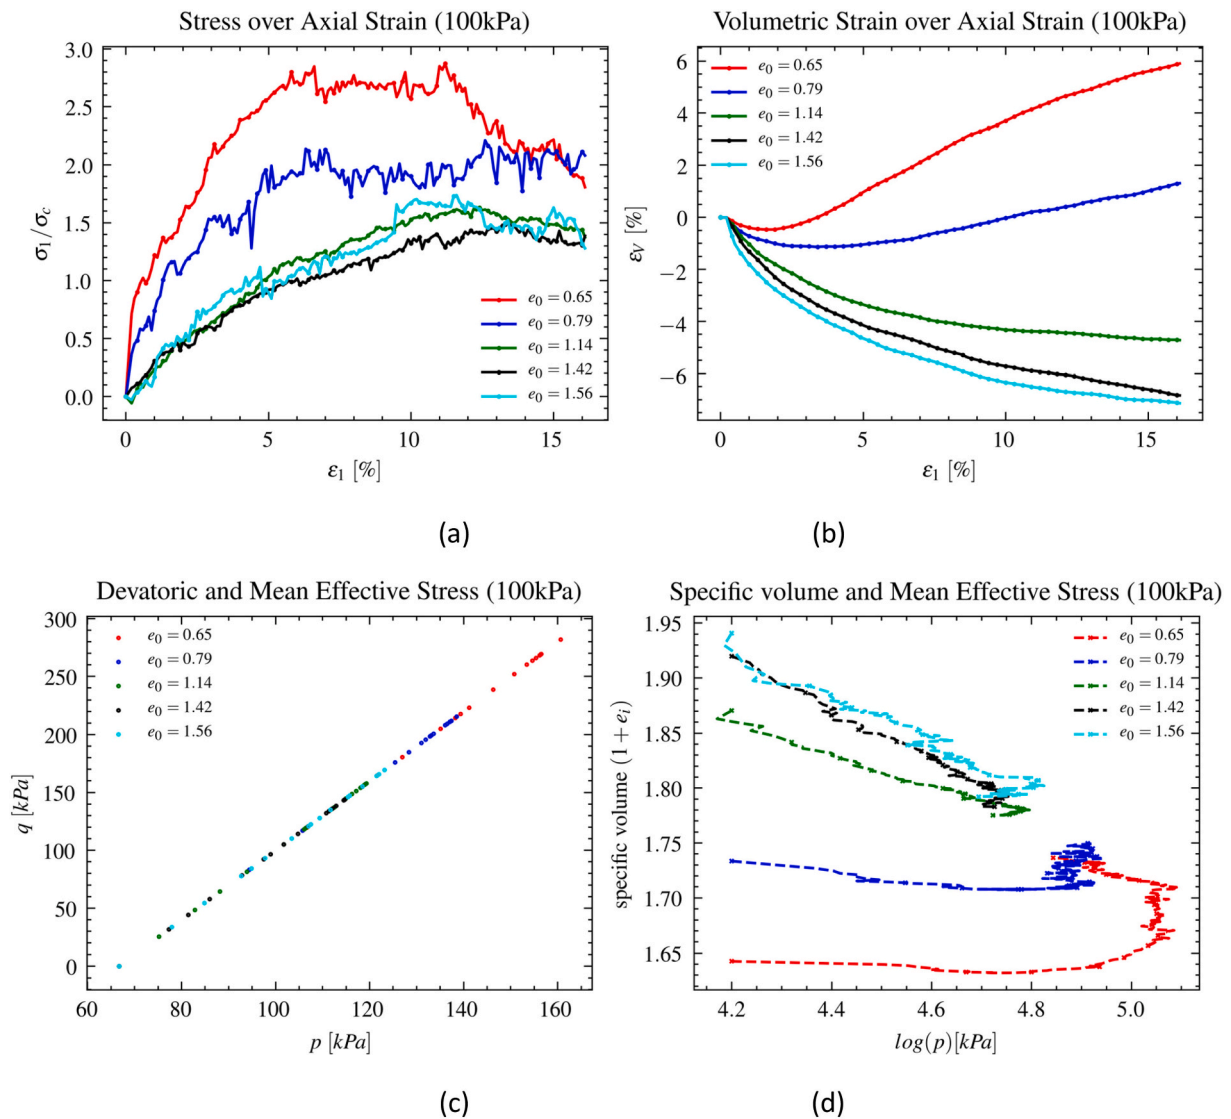 Stress over Axial Strain (100kPa)
3.0
2.5
2.0
1.5
1.0
0.5
0.0
σ1/σc
e0 = 0.65
e0 = 0.79
e0 = 1.14
e0 = 1.42
e0 = 1.56
0 5 10 15
ε1 [%]
(a)
Volumetric Strain over Axial Strain (100kPa)
6
4
2
0
−2
−4
−6
εV [%]
e0 = 0.65
e0 = 0.79
e0 = 1.14
e0 = 1.42
e0 = 1.56
0 5 10 15
ε1 [%]
(b)
Devatoric and Mean Effective Stress (100kPa)
300
250
200
150
100
50
0
q [kPa]
e0 = 0.65
e0 = 0.79
e0 = 1.14
e0 = 1.42
e0 = 1.56
60 80 100 120 140 160
p [kPa]
(c)
Specific volume and Mean Effective Stress (100kPa)
1.95
1.90
1.85
1.80
1.75
1.70
1.65
specific volume (1 + ei)
e0 = 0.65
e0 = 0.79
e0 = 1.14
e0 = 1.42
e0 = 1.56
4.2 4.4 4.6 4.8 5.0
log(p)[kPa]
(d)